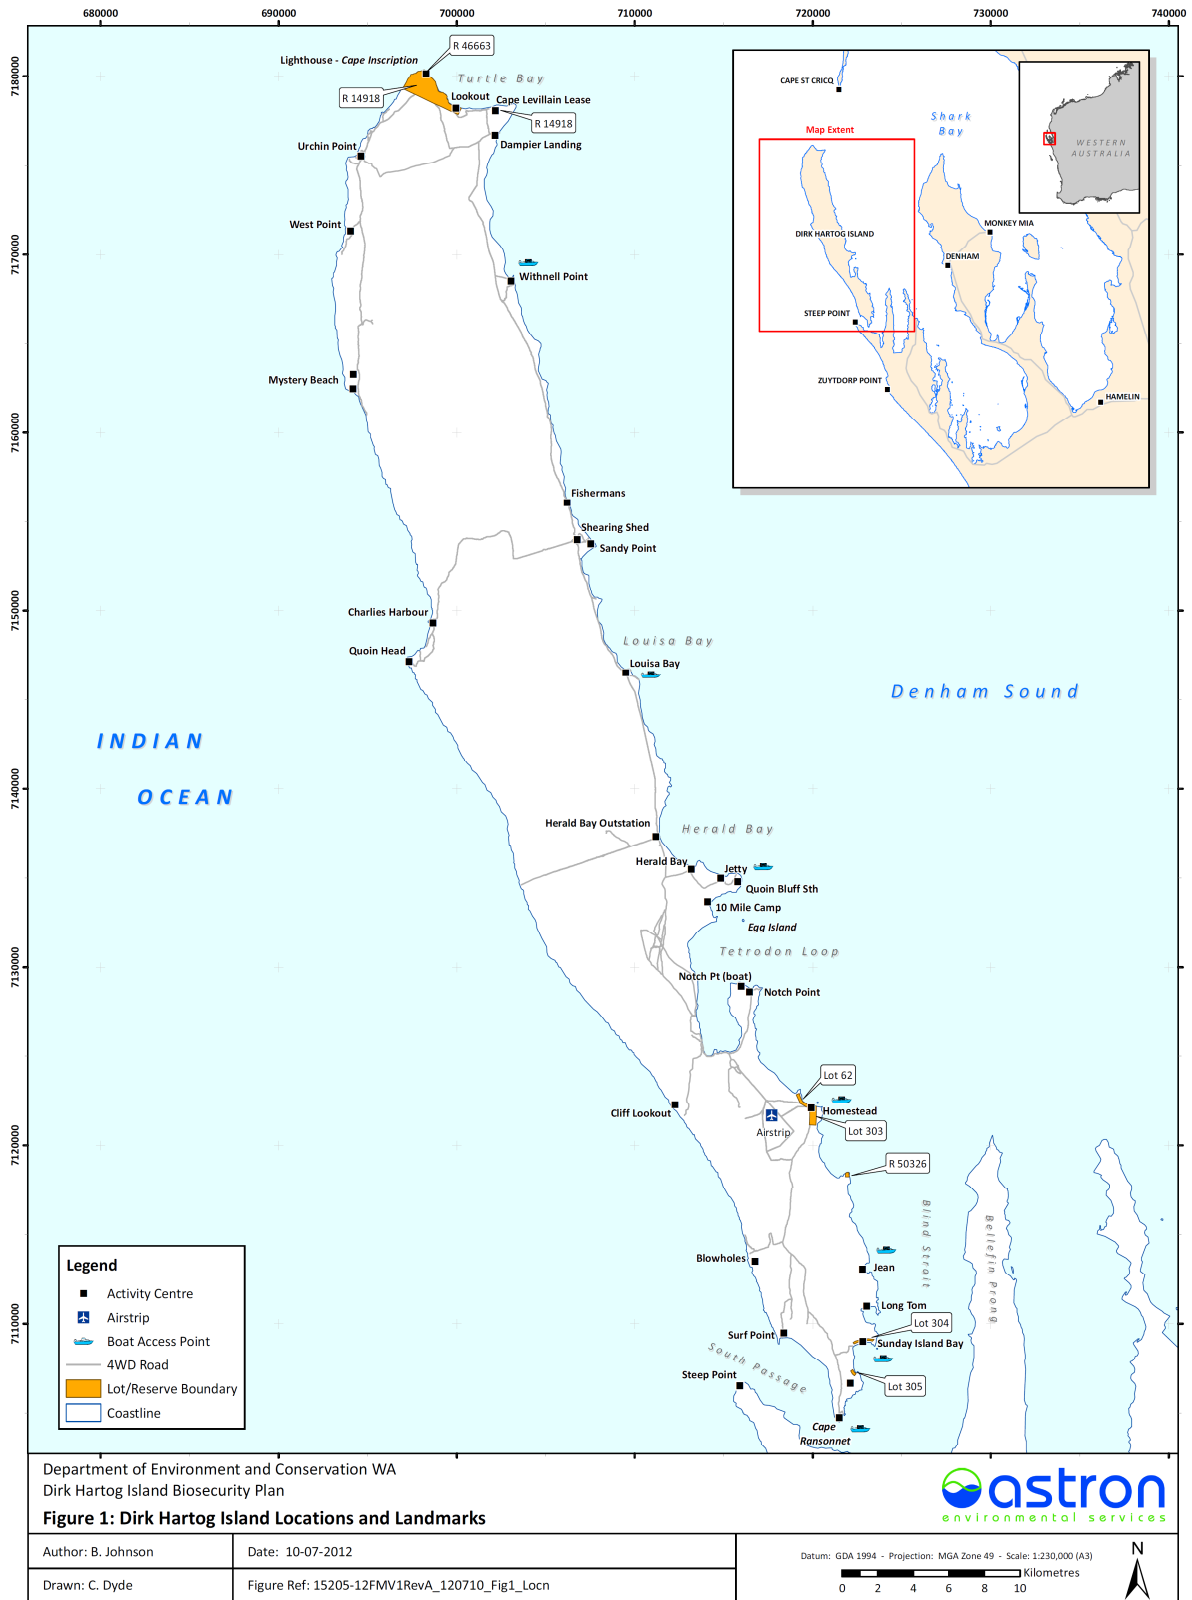 680000
690000
700000
710000
720000
730000
740000
7180000
7170000
7160000
7150000
7140000
7130000
7120000
7110000
R 46663
Lighthouse - Cape Inscription
Turtle Bay
R 14918
Lookout
Cape Levillain Lease
R 14918
Urchin Point
Dampier Landing
West Point
Withnell Point
Mystery Beach
Fishermans
Shearing Shed
Sandy Point
Charlies Harbour
Quoin Head
Louisa Bay
Louisa Bay
Denham Sound
INDIAN
OCEAN
Herald Bay Outstation
Herald Bay
Herald Bay
Jetty
Quoin Bluff Sth
10 Mile Camp
Egg Island
Tetrodon Loop
Notch Pt (boat)
Notch Point
Lot 62
Cliff Lookout
Homestead
Airstrip
Lot 303
R 50326
Blind Strait
Bellefin Prong
Blowholes
Jean
Long Tom
Lot 304
Surf Point
Sunday Island Bay
South Passage
Steep Point
Lot 305
Cape
Ransonnet
CAPE ST CRICQ
Shark
Bay
Map Extent
WESTERN
AUSTRALIA
MONKEY MIA
DIRK HARTOG ISLAND
DENHAM
STEEP POINT
ZUYTDORP POINT
HAMELIN
Legend
Activity Centre
Airstrip
Boat Access Point
4WD Road
Lot/Reserve Boundary
Coastline
Department of Environment and Conservation WA
Dirk Hartog Island Biosecurity Plan
Figure 1: Dirk Hartog Island Locations and Landmarks
astron
environmental services
Author: B. Johnson
Date: 10-07-2012
Drawn: C. Dyde
Figure Ref: 15205-12FMV1RevA_120710_Fig1_Locn
Datum: GDA 1994 - Projection: MGA Zone 49 - Scale: 1:230,000 (A3)
N
Kilometres
0 2 4 6 8 10